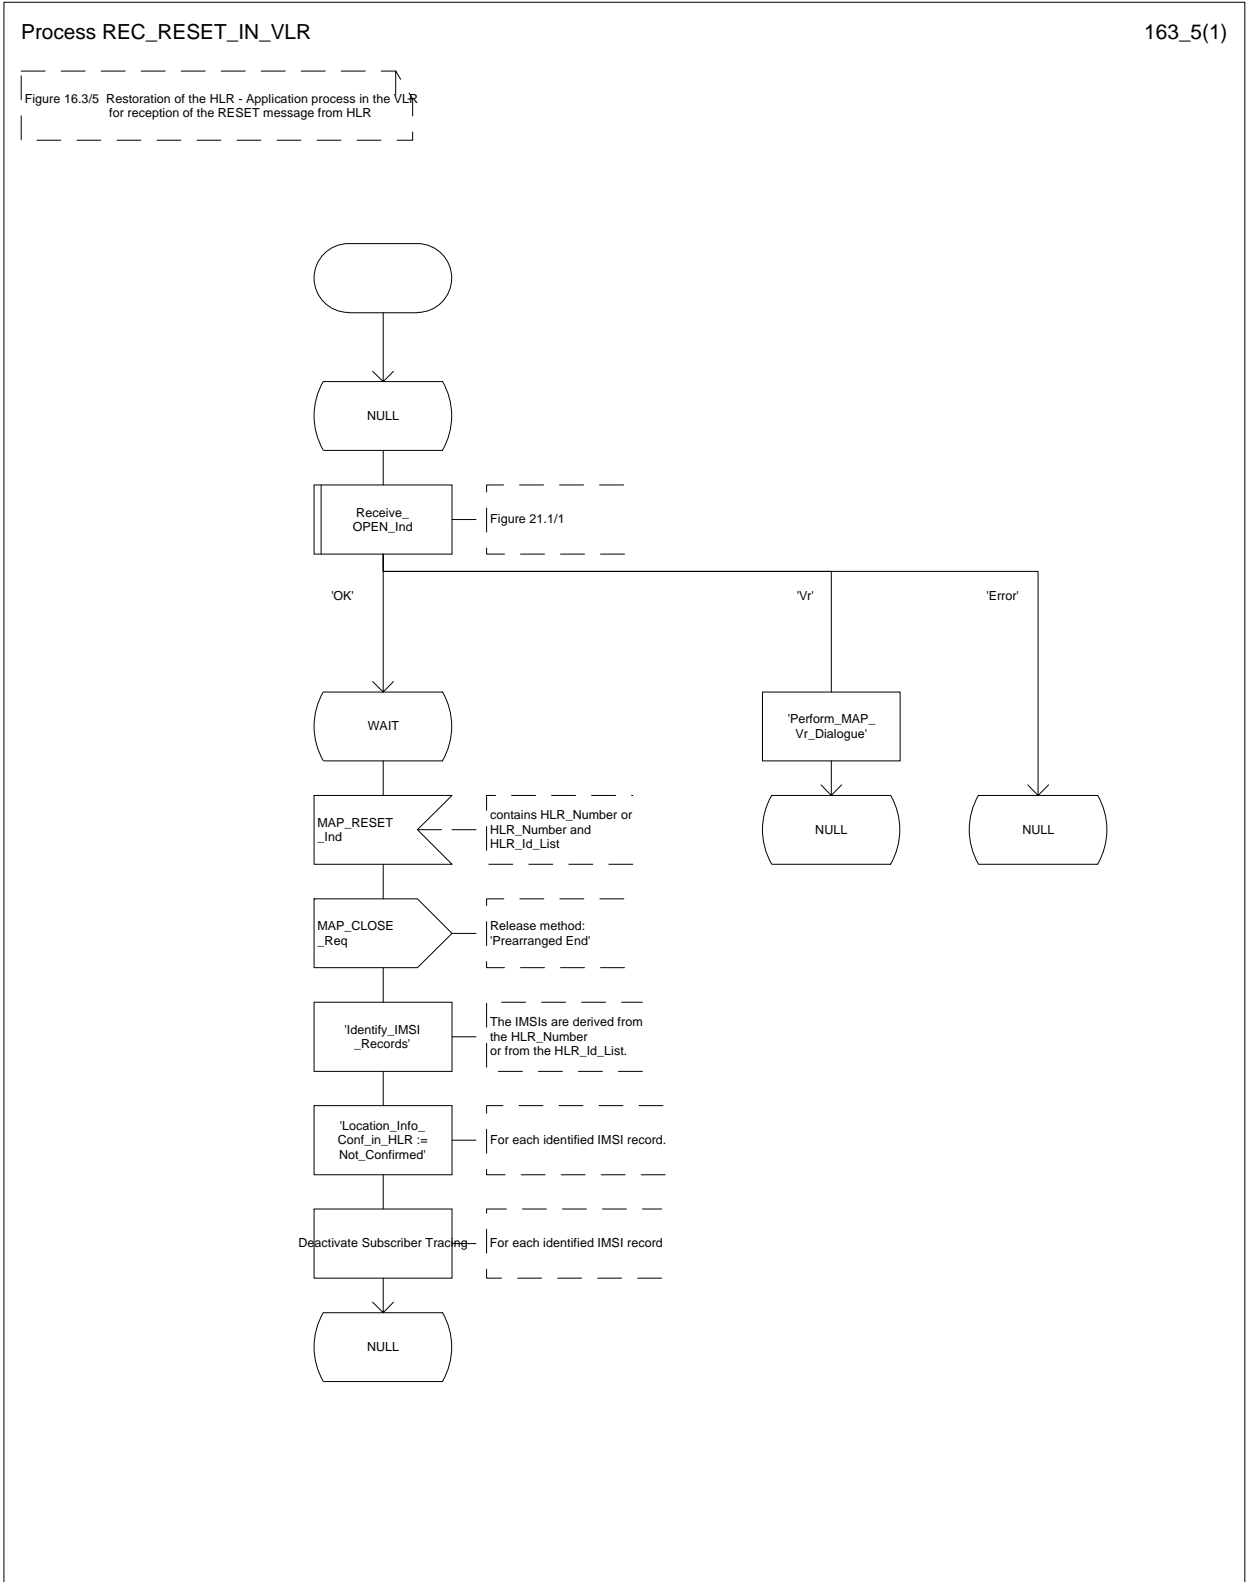 Process REC_RESET_IN_VLR
163_5(1)
Figure 16.3/5 Restoration of the HLR - Application process in the VLR
for reception of the RESET message from HLR
NULL
Receive_
OPEN_Ind
Figure 21.1/1
'OK'
'Vr'
'Error'
WAIT
'Perform_MAP_
Vr_Dialogue'
MAP_RESET
_Ind
contains HLR_Number or
HLR_Number and
HLR_Id_List
NULL
NULL
MAP_CLOSE
_Req
Release method:
'Prearranged End'
'Identify_IMSI
_Records'
The IMSIs are derived from
the HLR_Number
or from the HLR_Id_List.
'Location_Info_
Conf_in_HLR :=
Not_Confirmed'
For each identified IMSI record.
Deactivate Subscriber Tracing
For each identified IMSI record
NULL